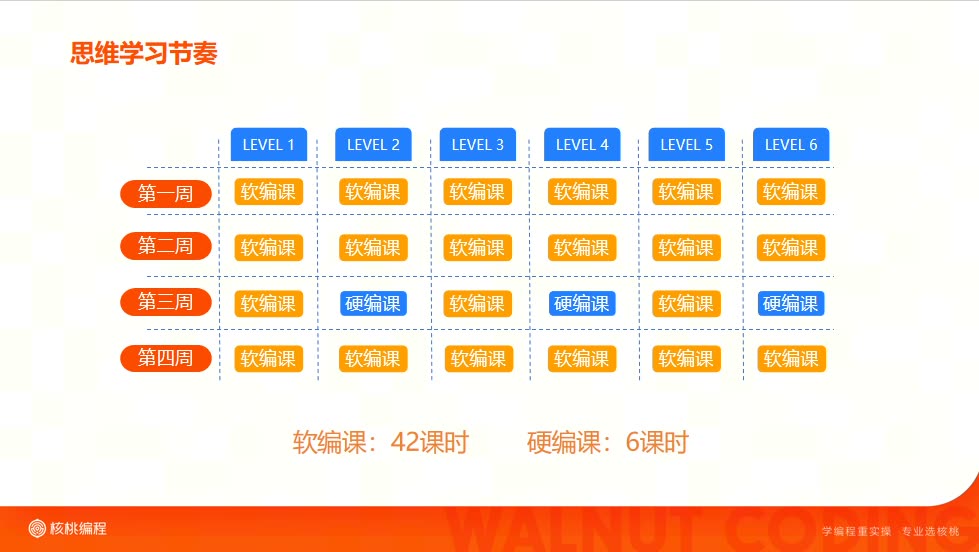 思维学习节奏
LEVEL 1 LEVEL 2 LEVEL 3 LEVEL 4 LEVEL 5 LEVEL 6
第一周 软编课 软编课 软编课 软编课 软编课 软编课
第二周 软编课 软编课 软编课 软编课 软编课 软编课
第三周 软编课 硬编课 软编课 硬编课 软编课 硬编课
第四周 软编课 软编课 软编课 软编课 软编课 软编课
软编课：42课时 硬编课：6课时
核桃编程
WALNUT CODING
学编程重实操 专业选核桃